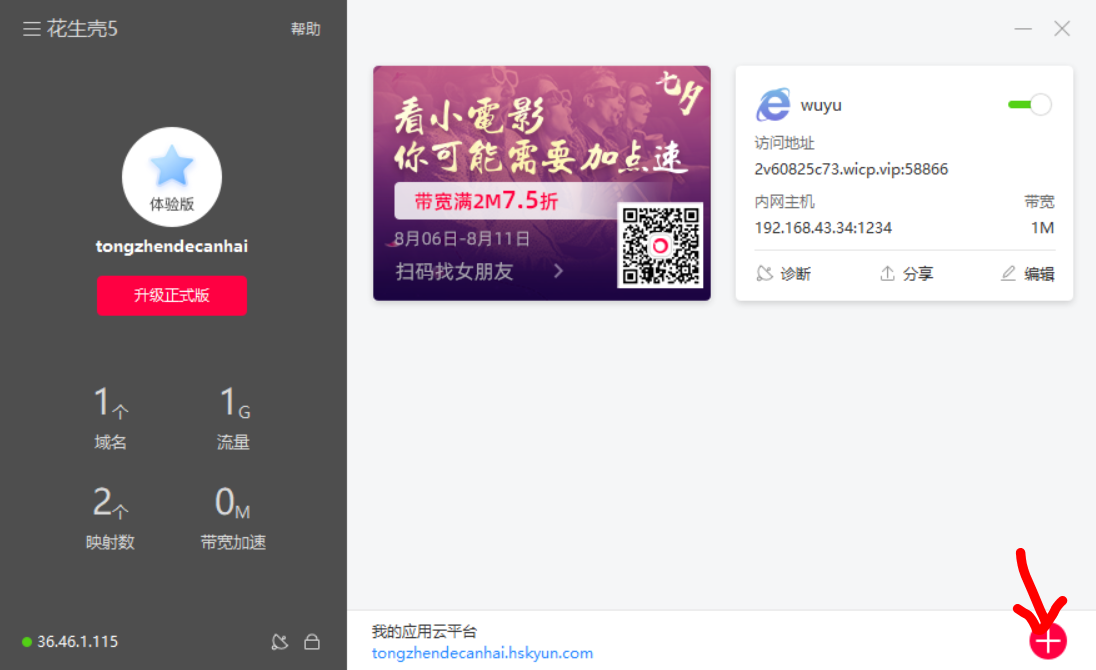 花生壳5
帮助
体验版
tongzhendecanhai
升级正式版
1个
域名
1G
流量
2个
映射数
0M
带宽加速
36.46.1.115
七夕
看小電影
你可能需要加点速
带宽满2M7.5折
8月06日-8月11日
扫码找女朋友
wuyu
访问地址
2v60825c73.wicp.vip:58866
内网主机
带宽
192.168.43.34:1234
1M
诊断
分享
编辑
我的应用云平台
tongzhendecanhai.hskyun.com